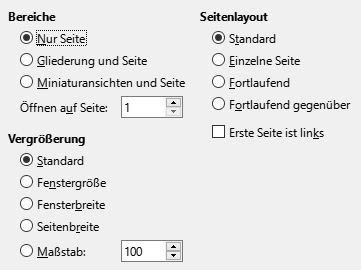 Bereiche
Nur Seite
Gliederung und Seite
Miniaturansichten und Seite
Öffnen auf Seite: 1
Vergrößerung
Standard
Fenstergröße
Fensterbreite
Seitenbreite
Maßstab: 100
Seitenlayout
Standard
Einzelne Seite
Fortlaufend
Fortlaufend gegenüber
Erste Seite ist links